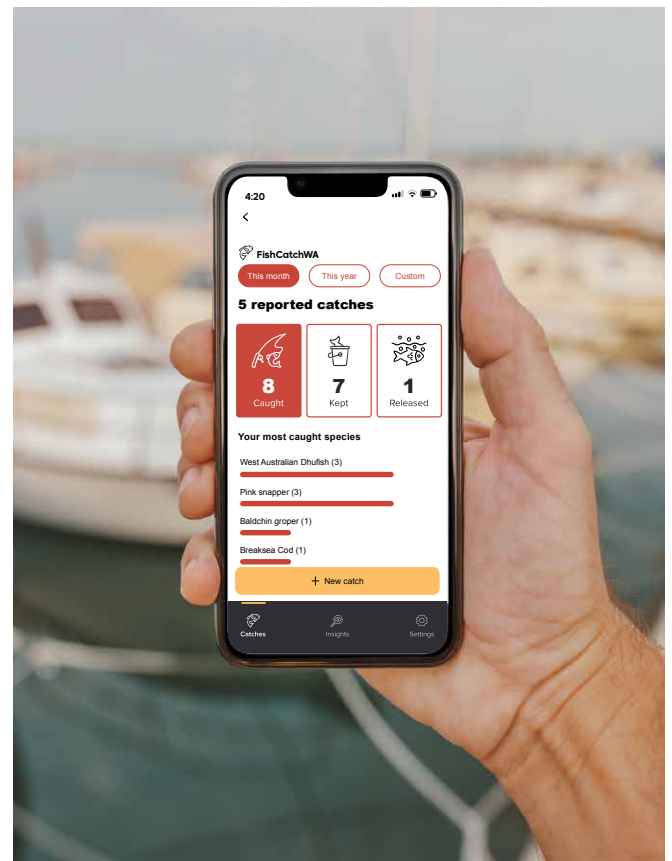 4:20
FishCatchWA
This month
This year
Custom
5 reported catches
8
Caught
7
Kept
1
Released
Your most caught species
West Australian Dhufish (3)
Pink snapper (3)
Baldchin groper (1)
Breaksea Cod (1)
+ New catch
Catches
Insights
Settings